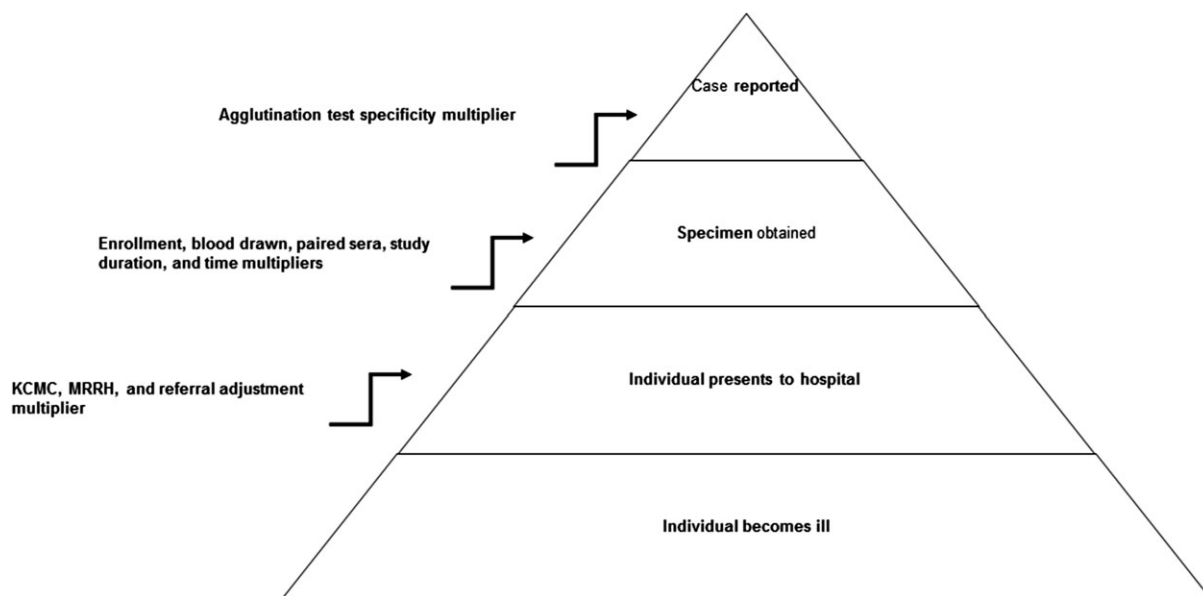 Case reported
Agglutination test specificity multiplier
Specimen obtained
Enrollment, blood drawn, paired sera, study
duration, and time multipliers
Individual presents to hospital
KCMC, MRRH, and referral adjustment
multiplier
Individual becomes ill